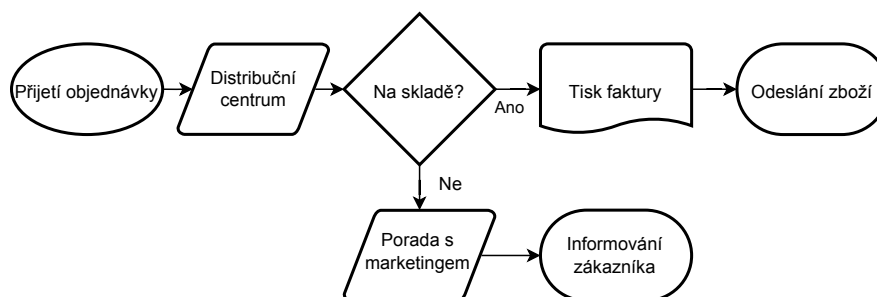 Přijetí objednávky
Distribuční
centrum
Na skladě?
Ano
Tisk faktury
Odeslání zboží
Ne
Porada s
marketingem
Informování
zákazníka